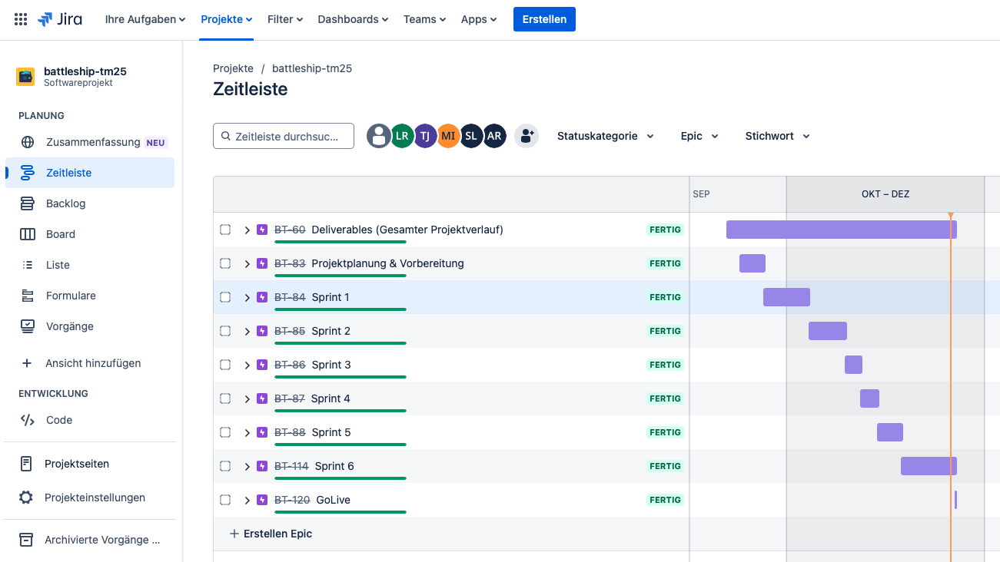 Jira Ihre Aufgaben Projekte Filter Dashboards Teams Apps Erstellen
battleship-tm25
Softwareprojekt
PLANUNG
Zusammenfassung NEU
Zeitleiste
Backlog
Board
Liste
Formulare
Vorgänge
Ansicht hinzufügen
ENTWICKLUNG
Code
Projektseiten
Projekteinstellungen
Archivierte Vorgänge ...
Projekte / battleship-tm25
Zeitleiste
Zeitleiste durchsuc... LR TJ MI SL AR Statuskategorie Epic Stichwort
SEP OKT – DEZ
BT-60 Deliverables (Gesamter Projektverlauf) FERTIG
BT-83 Projektplanung & Vorbereitung FERTIG
BT-84 Sprint 1 FERTIG
BT-85 Sprint 2 FERTIG
BT-86 Sprint 3 FERTIG
BT-87 Sprint 4 FERTIG
BT-88 Sprint 5 FERTIG
BT-114 Sprint 6 FERTIG
BT-120 GoLive FERTIG
Erstellen Epic